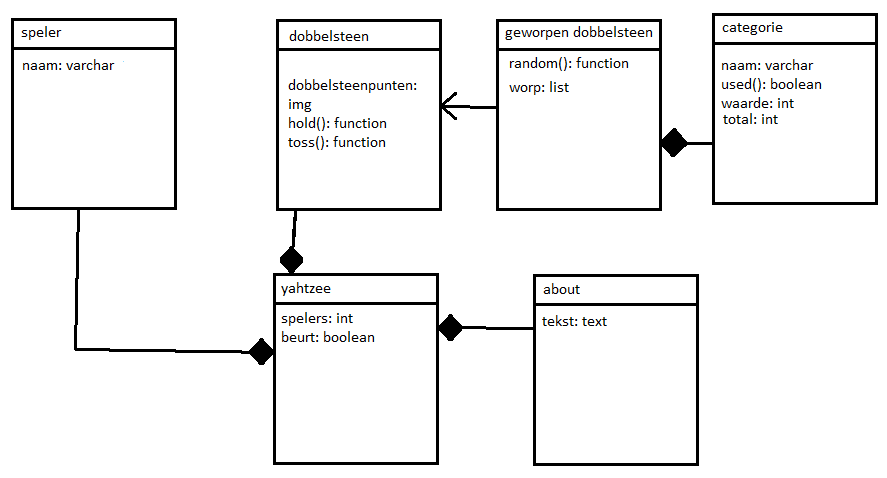 speler
naam: varchar
dobbelsteen
dobbelsteenpunten:
img
hold(): function
toss(): function
geworpen dobbelsteen
random(): function
worp: list
categorie
naam: varchar
used(): boolean
waarde: int
total: int
yahtzee
spelers: int
beurt: boolean
about
tekst: text